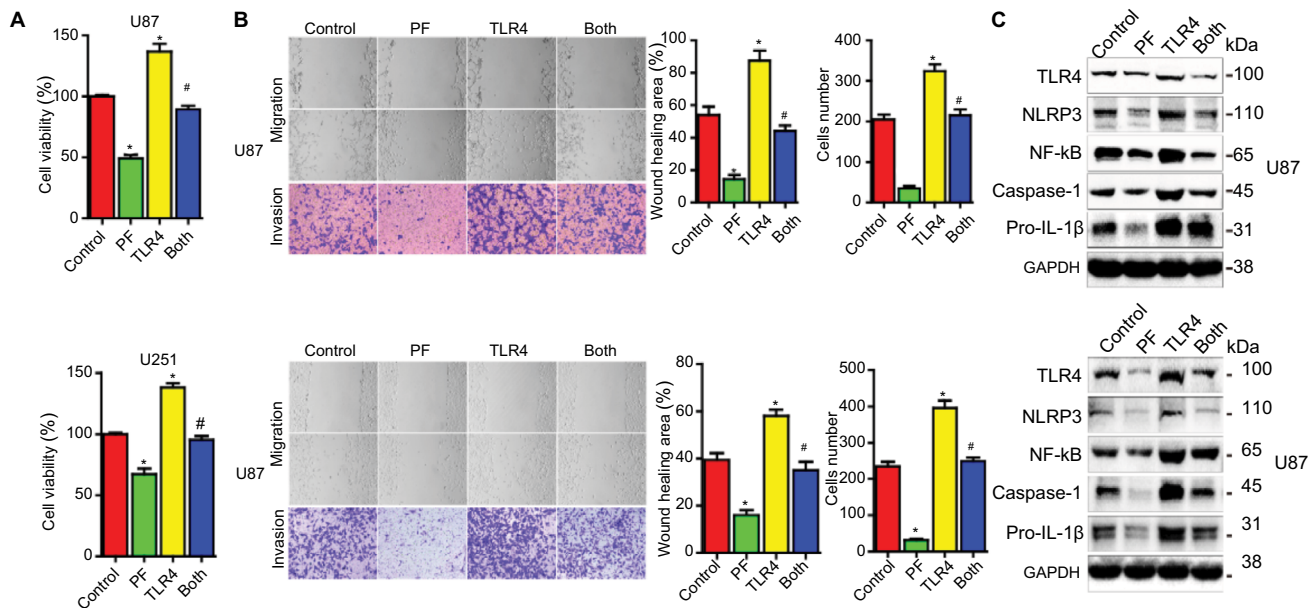 A
U87
Cell viability (%)
150
100
50
0
*
*
#
Control
PF
TLR4
Both
B
Control PF TLR4 Both
U87
Migration
Invasion
Wound healing area (%)
100
80
60
40
20
0
*
*
#
Control
PF
TLR4
Both
Cells number
400
300
200
100
0
*
#
Control
PF
TLR4
Both
C
Control PF TLR4 Both kDa
TLR4 -100
NLRP3 -110
NF-kB -65
Caspase-1 -45
Pro-IL-1β -31
GAPDH -38
U87
U251
Cell viability (%)
150
100
50
0
*
*
#
Control
PF
TLR4
Both
Control PF TLR4 Both
U87
Migration
Invasion
Wound healing area (%)
80
60
40
20
0
*
*
#
Control
PF
TLR4
Both
Cells number
500
400
300
200
100
0
*
*
#
Control
PF
TLR4
Both
Control PF TLR4 Both kDa
TLR4 - 100
NLRP3 - 110
NF-kB - 65
Caspase-1 - 45
Pro-IL-1β - 31
GAPDH - 38
U87